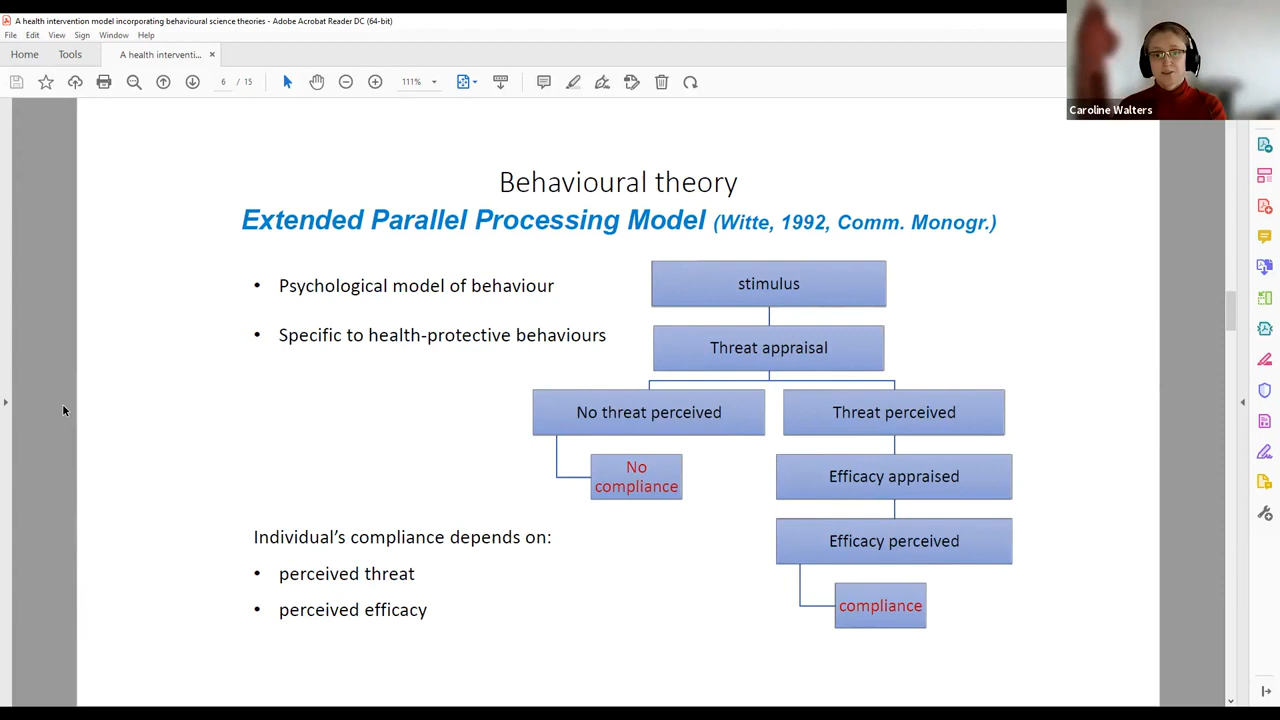 A health intervention model incorporating behavioural science theories - Adobe Acrobat Reader DC (64-bit)
File Edit View Sign Window Help
Home Tools A health interventi... ×
6 / 15 111%
Caroline Walters
Behavioural theory
Extended Parallel Processing Model (Witte, 1992, Comm. Monogr.)
• Psychological model of behaviour
• Specific to health-protective behaviours
stimulus
Threat appraisal
No threat perceived
Threat perceived
No
compliance
Efficacy appraised
Efficacy perceived
compliance
Individual’s compliance depends on:
• perceived threat
• perceived efficacy